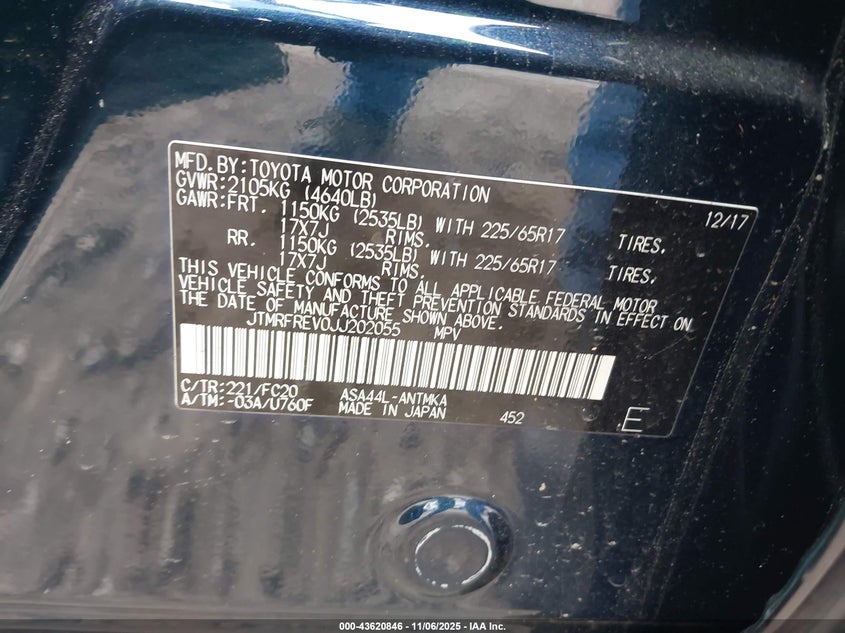 MFD. BY: TOYOTA MOTOR CORPORATION 12/17
GVWR: 2105KG (4640LB)
GAWR: FRT. 1150KG (2535LB) WITH 225/65R17 TIRES,
17X7J RIMS.
RR. 1150KG (2535LB) WITH 225/65R17 TIRES,
17X7J RIMS.
THIS VEHICLE CONFORMS TO ALL APPLICABLE FEDERAL MOTOR
VEHICLE SAFETY AND THEFT PREVENTION STANDARDS IN EFFECT ON
THE DATE OF MANUFACTURE SHOWN ABOVE.
JTMRFREV0JJ202055 MPV
C/TR: 221/FC20 ASA44L-ANTMKA
A/TM: -03A/U760F MADE IN JAPAN 452 E
000-43620846 - 11/06/2025 - IAA Inc.